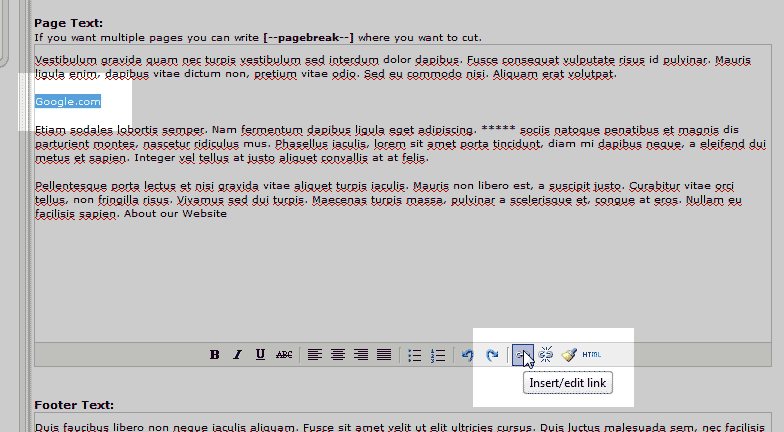 Page Text:
If you want multiple pages you can write [--pagebreak--] where you want to cut.
Vestibulum gravida quam nec turpis vestibulum sed interdum dolor dapibus. Fusce consequat vulputate risus id pulvinar. Mauris
ligula enim, dapibus vitae dictum non, pretium vitae odio. Sed eu commodo nisi. Aliquam erat volutpat.
Google.com
Etiam sodales lobortis semper. Nam fermentum dapibus ligula eget adipiscing. ***** sociis natoque penatibus et magnis dis
parturient montes, nascetur ridiculus mus. Phasellus iaculis, lorem sit amet porta tincidunt, diam mi dapibus neque, a eleifend dui
metus et sapien. Integer vel tellus at justo aliquet convallis at at felis.
Pellentesque porta lectus et nisi gravida vitae aliquet turpis iaculis. Mauris non libero est, a suscipit justo. Curabitur vitae orci
tellus, non fringilla risus. Vivamus sed dui turpis. Maecenas turpis massa, pulvinar a scelerisque et, congue at eros. Nullam eu
facilisis sapien. About our Website
B I U ABC HTML
Insert/edit link
Footer Text:
Duis faucibus libero non neque iaculis aliquam. Fusce sit amet velit ut elit ultricies cursus. Duis luctus malesuada sem, nec facilisis